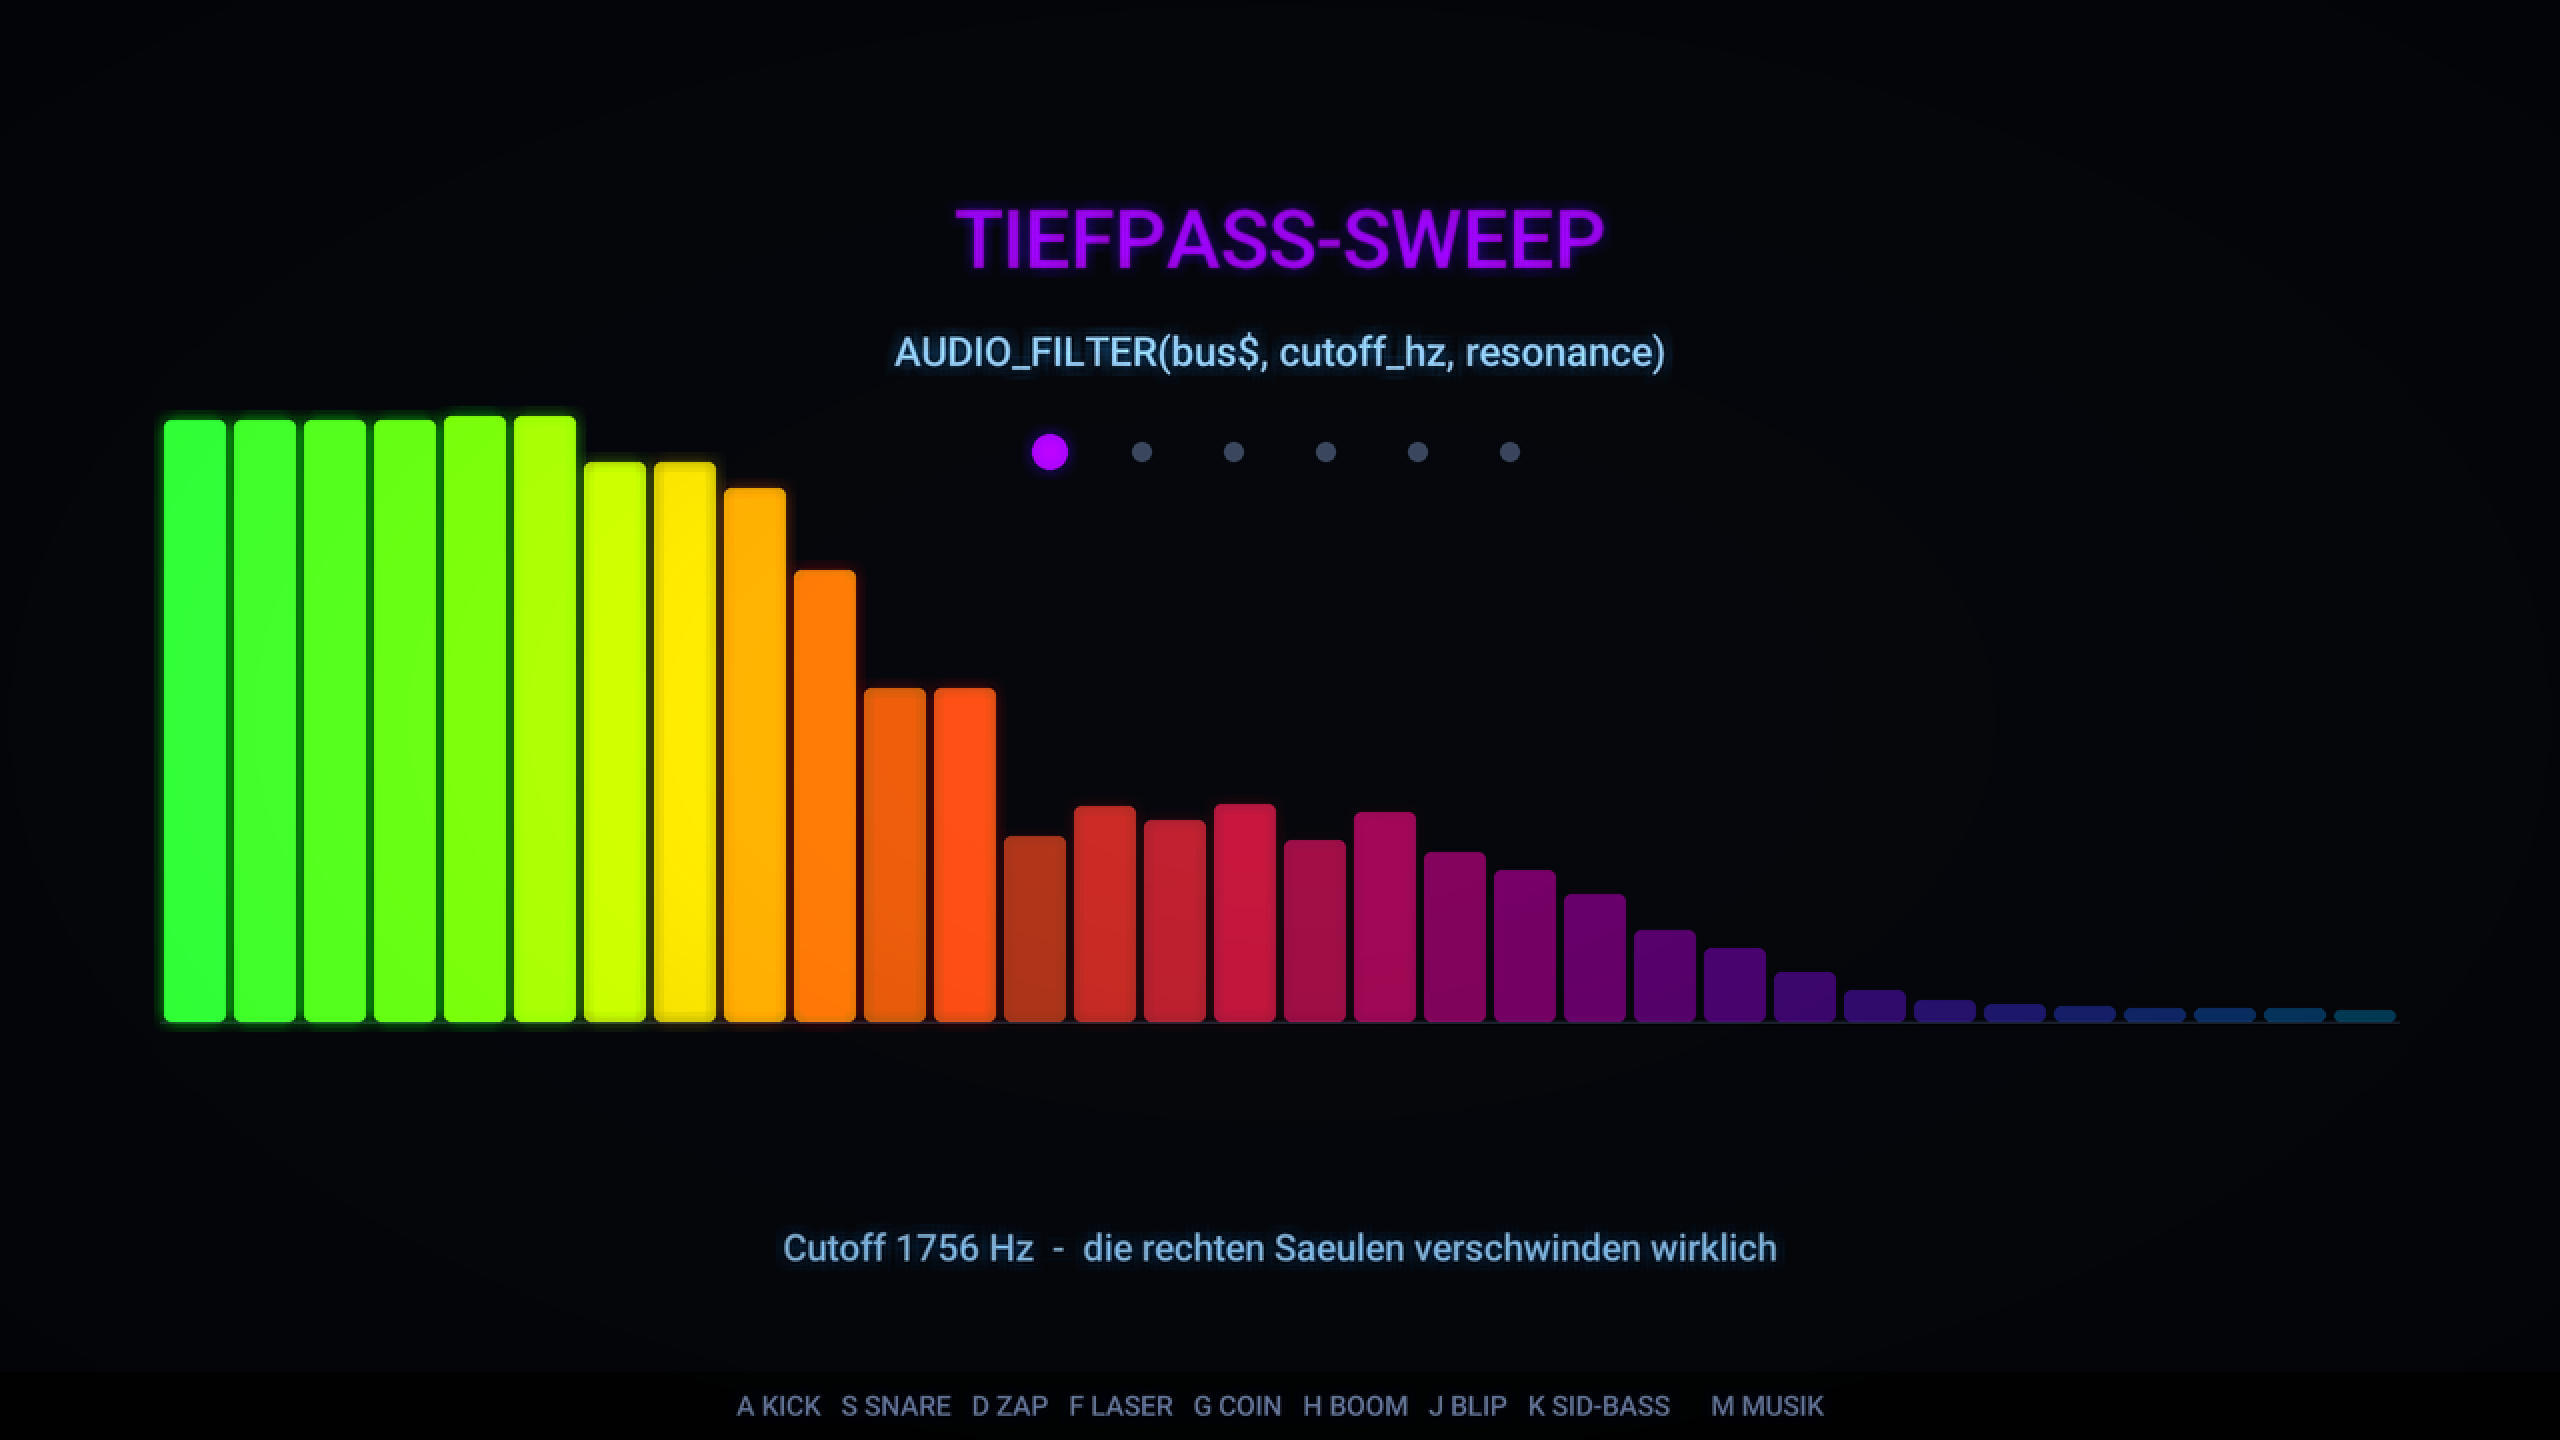 TIEFPASS-SWEEP
AUDIO_FILTER(bus$, cutoff_hz, resonance)
Cutoff 1756 Hz - die rechten Saeulen verschwinden wirklich
A KICK S SNARE D ZAP F LASER G COIN H BOOM J BLIP K SID-BASS M MUSIK